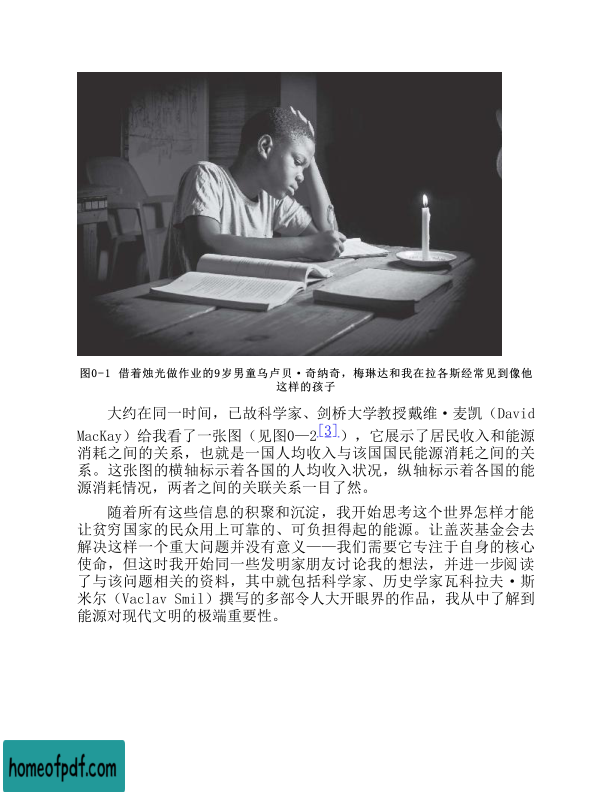 图0-1 借着烛光做作业的9岁男童乌卢贝·奇纳奇，梅琳达和我在拉各斯经常见到像他
这样的孩子
大约在同一时间，已故科学家、剑桥大学教授戴维·麦凯（David
MacKay）给我看了一张图（见图0—2[3]），它展示了居民收入和能源
消耗之间的关系，也就是一国人均收入与该国国民能源消耗之间的关
系。这张图的横轴标示着各国的人均收入状况，纵轴标示着各国的能
源消耗情况，两者之间的关联关系一目了然。
随着所有这些信息的积聚和沉淀，我开始思考这个世界怎样才能
让贫穷国家的民众用上可靠的、可负担得起的能源。让盖茨基金会去
解决这样一个重大问题并没有意义——我们需要它专注于自身的核心
使命，但这时我开始同一些发明家朋友讨论我的想法，并进一步阅读
了与该问题相关的资料，其中就包括科学家、历史学家瓦科拉夫·斯
米尔（Vaclav Smil）撰写的多部令人大开眼界的作品，我从中了解到
能源对现代文明的极端重要性。
homeofpdf.com